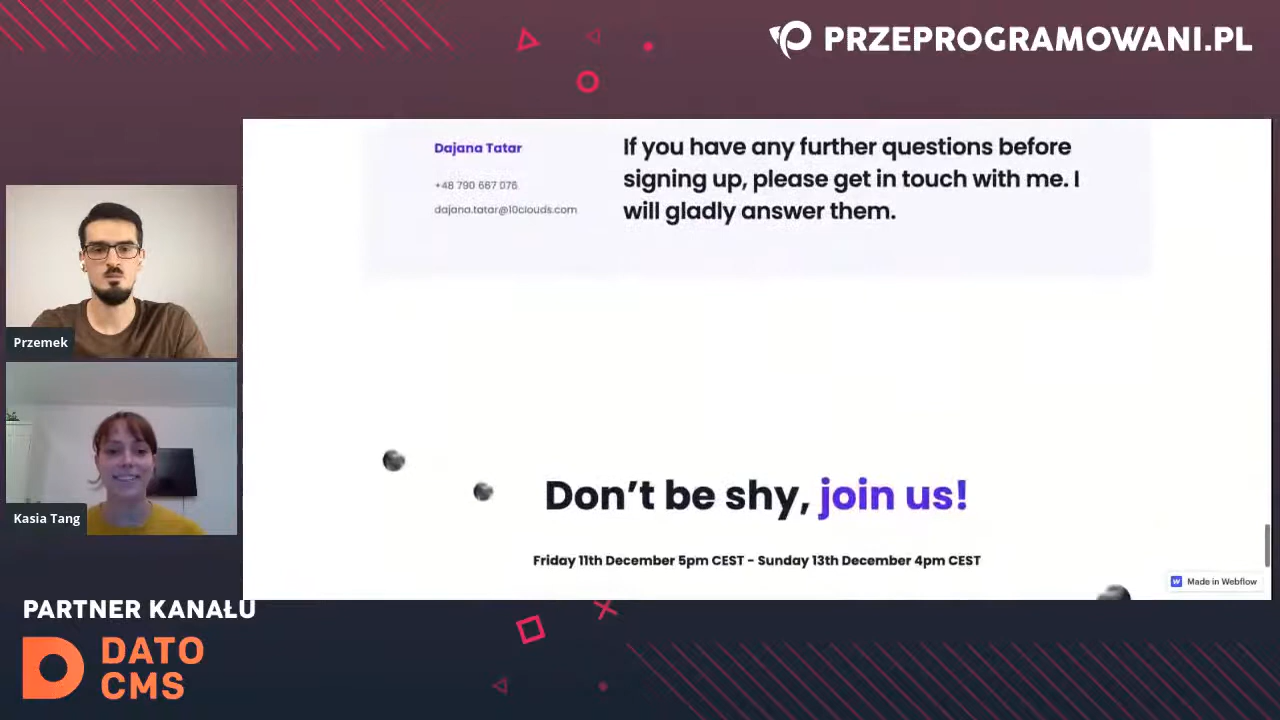 PRZEPROGRAMOWANI.PL
Dajana Tatar
+48 790 667 076
dajana.tatar@10clouds.com
If you have any further questions before
signing up, please get in touch with me. I
will gladly answer them.
Przemek
Kasia Tang
Don't be shy, join us!
Friday 11th December 5pm CEST - Sunday 13th December 4pm CEST
Made in Webflow
PARTNER KANAŁU
DATO
CMS